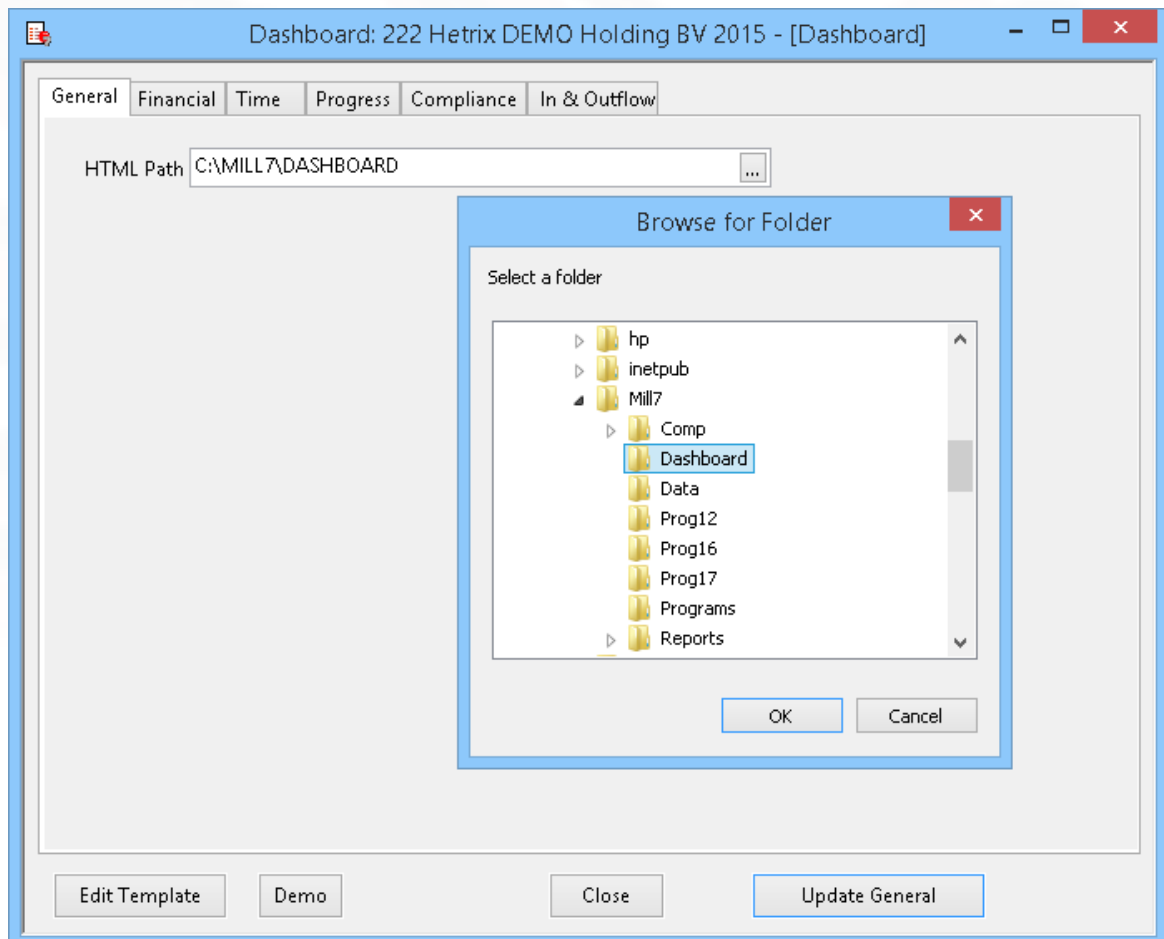 Dashboard: 222 Hetrix DEMO Holding BV 2015 - [Dashboard]
General Financial Time Progress Compliance In & Outflow
HTML Path C:\MILL7\DASHBOARD ...
Browse for Folder
Select a folder
hp
inetpub
Mill7
Comp
Dashboard
Data
Prog12
Prog16
Prog17
Programs
Reports
OK Cancel
Edit Template Demo Close Update General